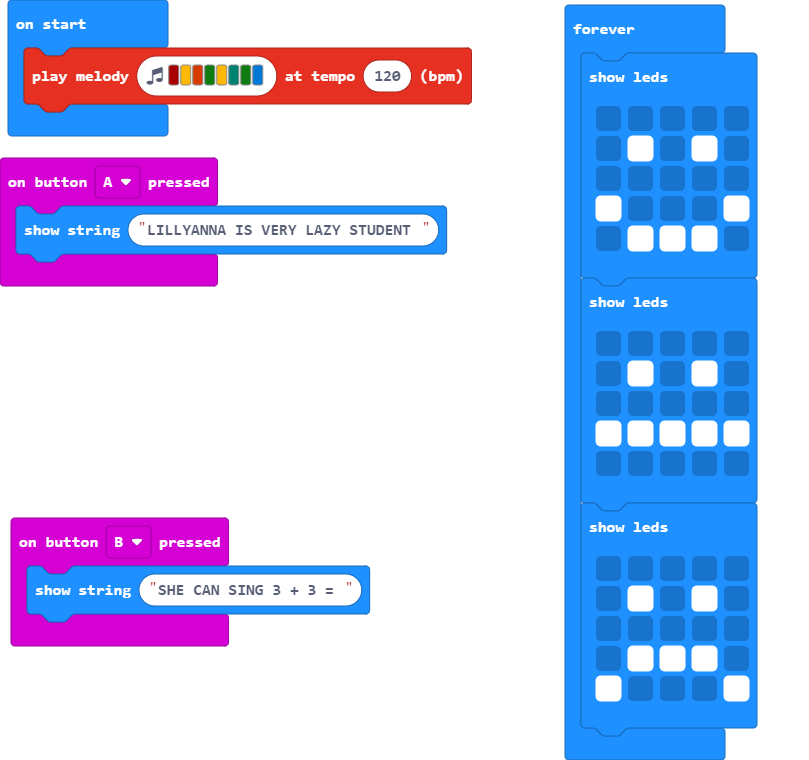 on start
play melody at tempo 120 (bpm)
on button A pressed
show string "LILLYANNA IS VERY LAZY STUDENT "
on button B pressed
show string "SHE CAN SING 3 + 3 = "
forever
show leds
show leds
show leds